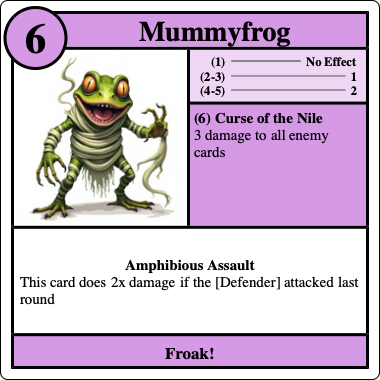 6
Mummyfrog
(1) No Effect
(2-3) 1
(4-5) 2
(6) Curse of the Nile
3 damage to all enemy
cards
Amphibious Assault
This card does 2x damage if the [Defender] attacked last
round
Froak!